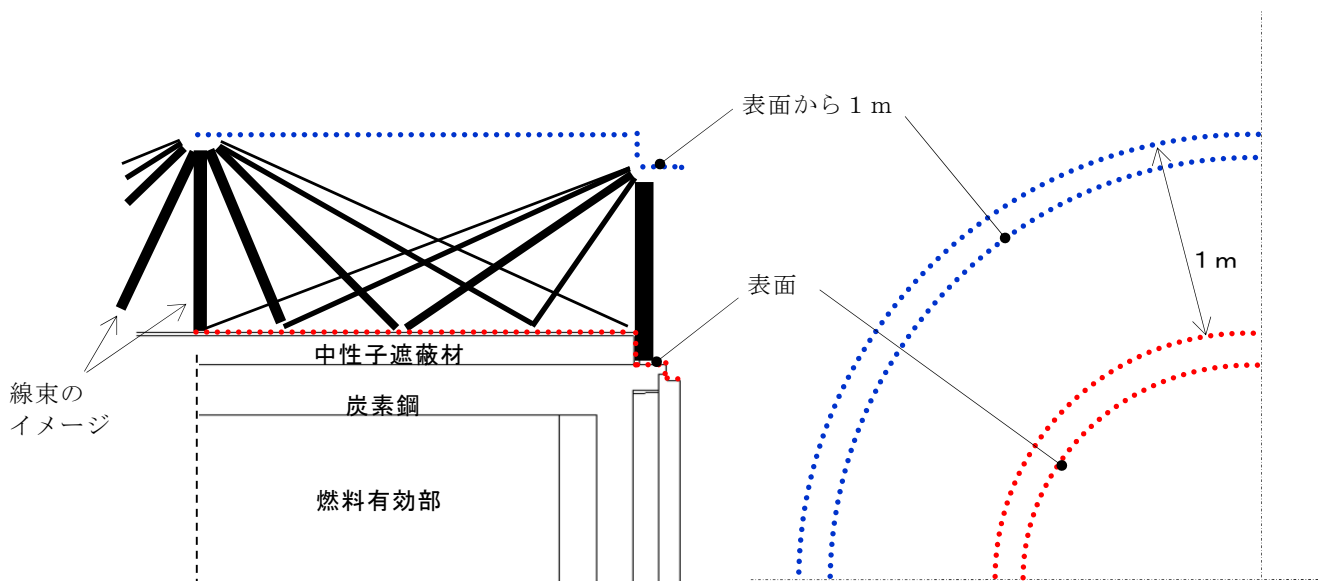 表面から１ｍ
1ｍ
表面
中性子遮蔽材
線束の
イメージ
炭素鋼
燃料有効部